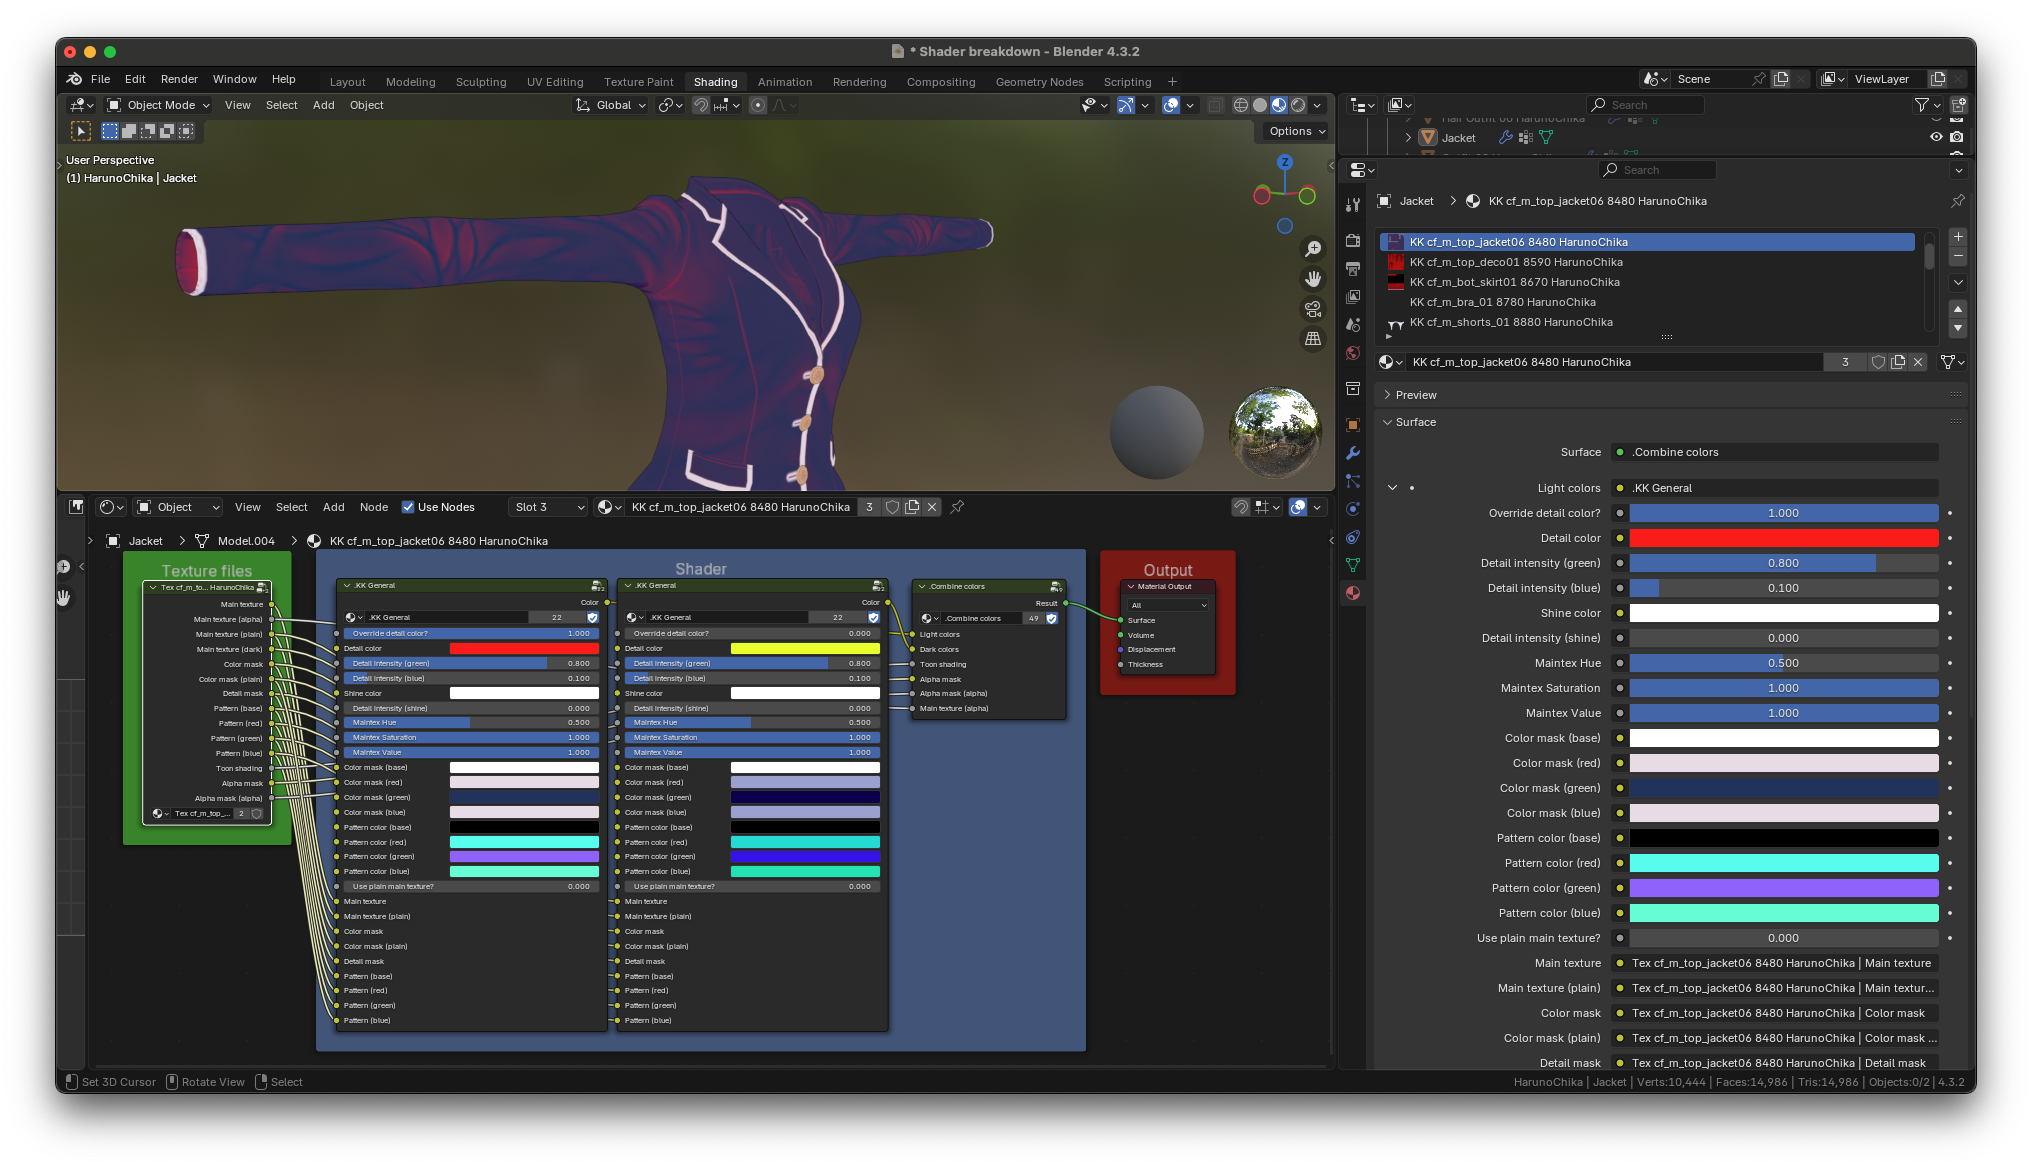 * Shader breakdown - Blender 4.3.2
File Edit Render Window Help
Layout Modeling Sculpting UV Editing Texture Paint Shading Animation Rendering Compositing Geometry Nodes Scripting +
Scene
ViewLayer
Object Mode View Select Add Object
Global
Options
User Perspective
(1) HarunoChika | Jacket
Z
Search
Jacket
Search
Jacket > KK cf_m_top_jacket06 8480 HarunoChika
KK cf_m_top_jacket06 8480 HarunoChika
KK cf_m_top_deco01 8590 HarunoChika
KK cf_m_bot_skirt01 8670 HarunoChika
KK cf_m_bra_01 8780 HarunoChika
KK cf_m_shorts_01 8880 HarunoChika
KK cf_m_top_jacket06 8480 HarunoChika 3
Preview
Surface
Surface .Combine colors
Light colors .KK General
Override detail color? 1.000
Detail color
Detail intensity (green) 0.800
Detail intensity (blue) 0.100
Shine color
Detail intensity (shine) 0.000
Maintex Hue 0.500
Maintex Saturation 1.000
Maintex Value 1.000
Color mask (base)
Color mask (red)
Color mask (green)
Color mask (blue)
Pattern color (base)
Pattern color (red)
Pattern color (green)
Pattern color (blue)
Use plain main texture? 0.000
Main texture Tex cf_m_top_jacket06 8480 HarunoChika | Main texture
Main texture (plain) Tex cf_m_top_jacket06 8480 HarunoChika | Main textur...
Color mask Tex cf_m_top_jacket06 8480 HarunoChika | Color mask
Color mask (plain) Tex cf_m_top_jacket06 8480 HarunoChika | Color mask ...
Detail mask Tex cf_m_top_jacket06 8480 HarunoChika | Detail mask
Object View Select Add Node Use Nodes Slot 3 KK cf_m_top_jacket06 8480 HarunoChika 3
Jacket > Model.004 > KK cf_m_top_jacket06 8480 HarunoChika
Texture files
Tex cf_m_to... HarunoChika
Main texture
Main texture (alpha)
Main texture (plain)
Main texture (dark)
Color mask
Color mask (plain)
Detail mask
Pattern (base)
Pattern (red)
Pattern (green)
Pattern (blue)
Toon shading
Alpha mask
Alpha mask (alpha)
Tex cf_m_top_... 2
Shader
.KK General
Color
.KK General 22
Override detail color? 1.000
Detail color
Detail intensity (green) 0.800
Detail intensity (blue) 0.100
Shine color
Detail intensity (shine) 0.000
Maintex Hue 0.500
Maintex Saturation 1.000
Maintex Value 1.000
Color mask (base)
Color mask (red)
Color mask (green)
Color mask (blue)
Pattern color (base)
Pattern color (red)
Pattern color (green)
Pattern color (blue)
Use plain main texture? 0.000
Main texture
Main texture (plain)
Color mask
Color mask (plain)
Detail mask
Pattern (base)
Pattern (red)
Pattern (green)
Pattern (blue)
.KK General
Color
.KK General 22
Override detail color? 0.000
Detail color
Detail intensity (green) 0.800
Detail intensity (blue) 0.100
Shine color
Detail intensity (shine) 0.000
Maintex Hue 0.500
Maintex Saturation 1.000
Maintex Value 1.000
Color mask (base)
Color mask (red)
Color mask (green)
Color mask (blue)
Pattern color (base)
Pattern color (red)
Pattern color (green)
Pattern color (blue)
Use plain main texture? 0.000
Main texture
Main texture (plain)
Color mask
Color mask (plain)
Detail mask
Pattern (base)
Pattern (red)
Pattern (green)
Pattern (blue)
.Combine colors
Result
.Combine colors 49
Light colors
Dark colors
Toon shading
Alpha mask
Alpha mask (alpha)
Main texture (alpha)
Output
Material Output
All
Surface
Volume
Displacement
Thickness
Set 3D Cursor Rotate View Select
HarunoChika | Jacket | Verts:10,444 | Faces:14,986 | Tris:14,986 | Objects:0/2 | 4.3.2